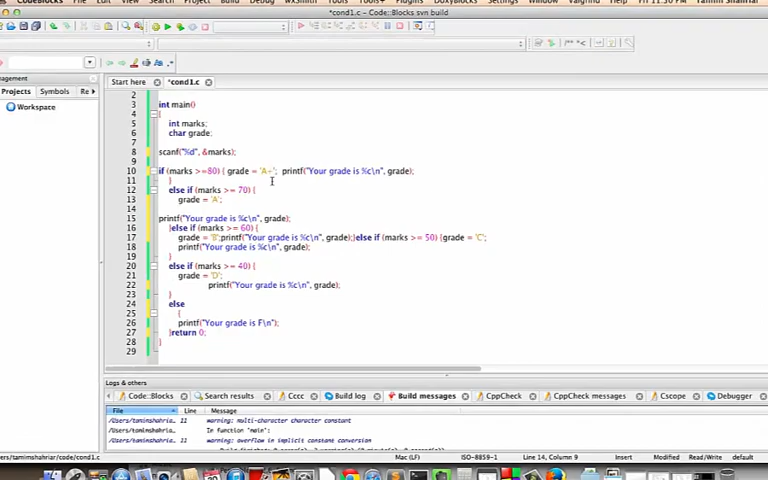 CodeBlocks File Edit View Search Project Build Debug wxSmith Tools Tools+ Plugins DoxyBlocks Settings Window Valgrind Fri 11:50 PM Tamim Shahriar
*cond1.c - Code::Blocks svn build
Management
Projects Symbols Re
Workspace
Start here *cond1.c
2
3 int main()
4 {
5 int marks;
6 char grade;
7
8 scanf("%d", &marks);
9
10 if (marks >=80) { grade = 'A+'; printf("Your grade is %c\n", grade);
11 }
12 else if (marks >= 70) {
13 grade = 'A';
14
15 printf("Your grade is %c\n", grade);
16 }else if (marks >= 60) {
17 grade = 'B';printf("Your grade is %c\n", grade);}else if (marks >= 50) {grade = 'C';
18 printf("Your grade is %c\n", grade);
19 }
20 else if (marks >= 40) {
21 grade = 'D';
22 printf("Your grade is %c\n", grade);
23 }
24 else
25 {
26 printf("Your grade is F\n");
27 }return 0;
28 }
29
Logs & others
Code::Blocks Search results Cccc Build log Build messages CppCheck CppCheck messages Cscope Debugger
File Line Message
/Users/tamimshahria... 11 warning: multi-character character constant
/Users/tamimshahria... In function 'main':
/Users/tamimshahria... 11 warning: overflow in implicit constant conversion
/Users/tamimshahriar/code/cond1.c Mac (LF) ISO-8859-1 Line 14, Column 9 Insert Modified Read/Write default